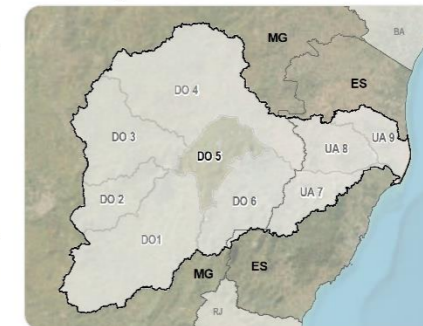 BA
MG
ES
DO 4
DO 3
DO 5
UA 8
UA 9
DO 2
DO 6
UA 7
DO1
MG
ES
RJ